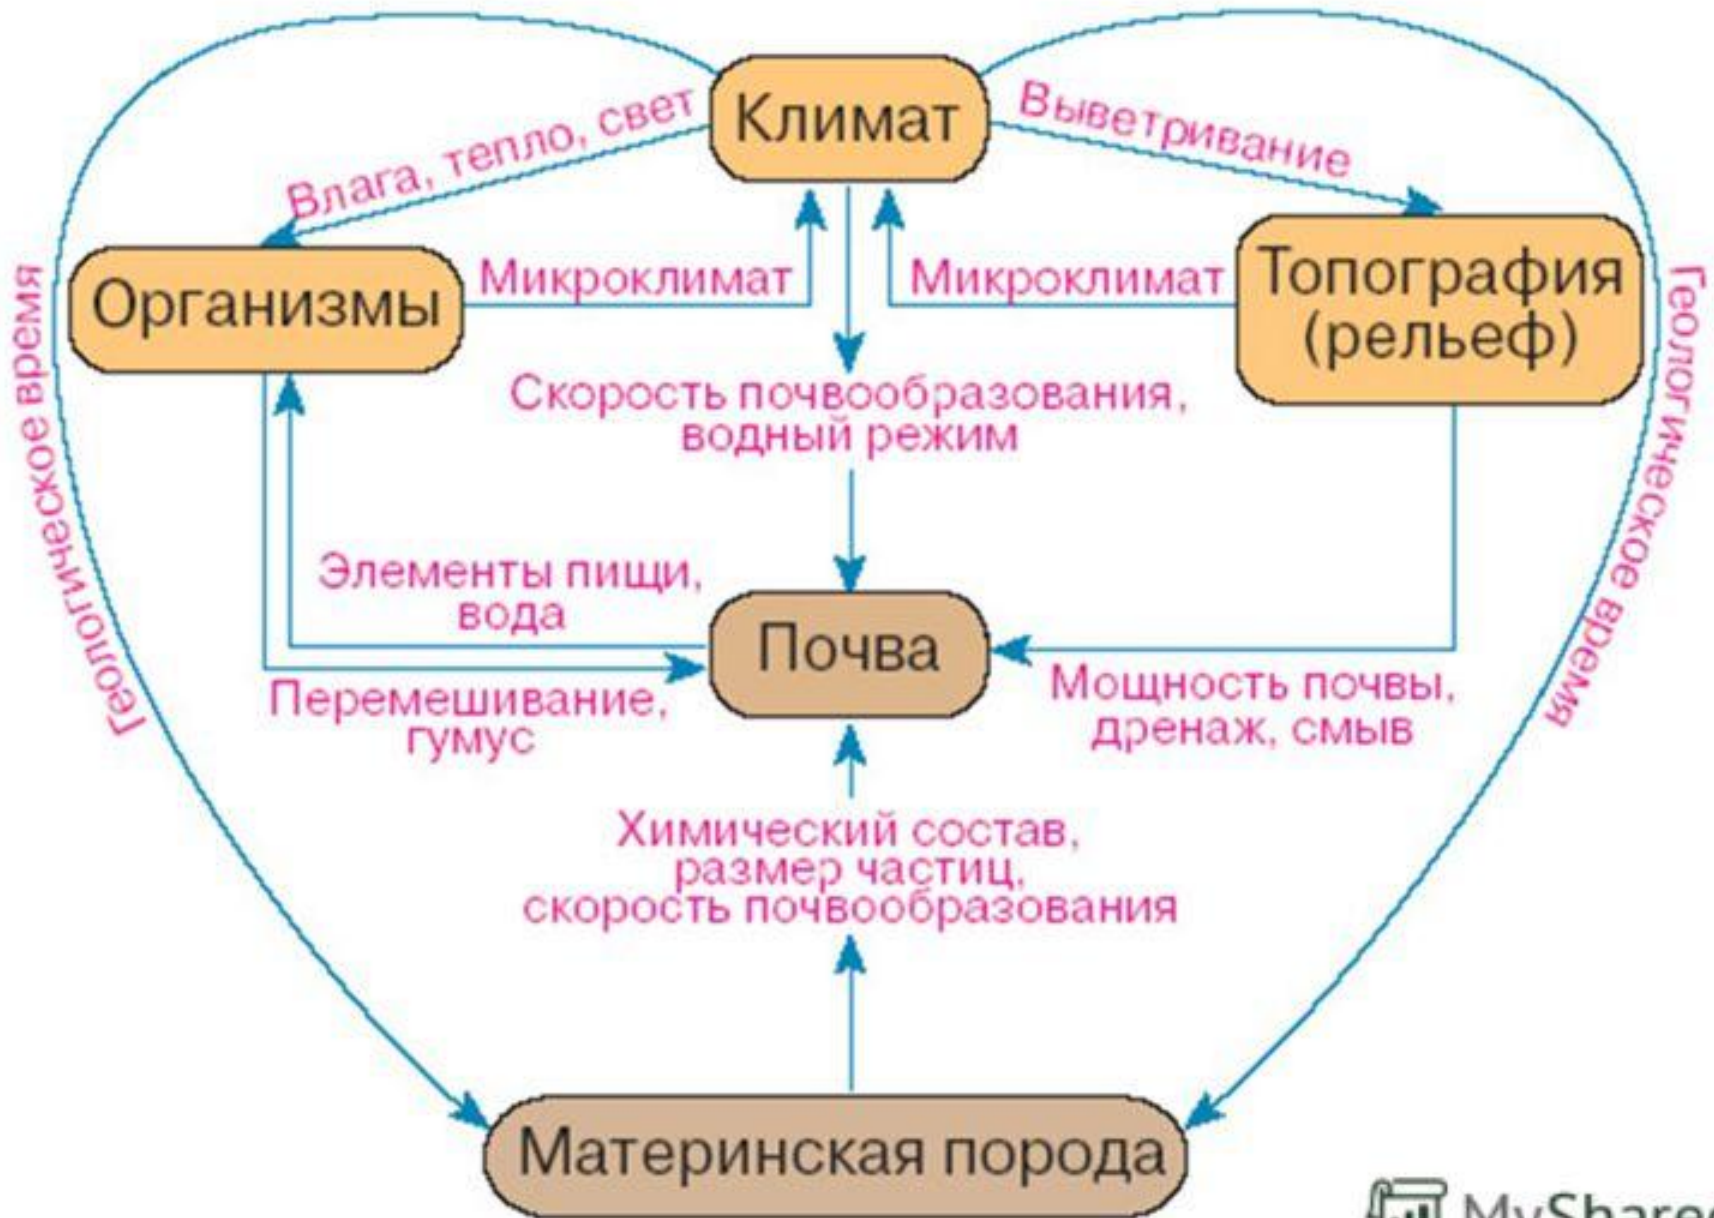 Климат
Влага, тепло, свет
Выветривание
Организмы
Микроклимат
Микроклимат
Топография
(рельеф)
Геологическое время
Геологическое время
Скорость почвообразования,
водный режим
Элементы пищи,
вода
Почва
Перемешивание,
гумус
Мощность почвы,
дренаж, смыв
Химический состав,
размер частиц,
скорость почвообразования
Материнская порода
MyShared